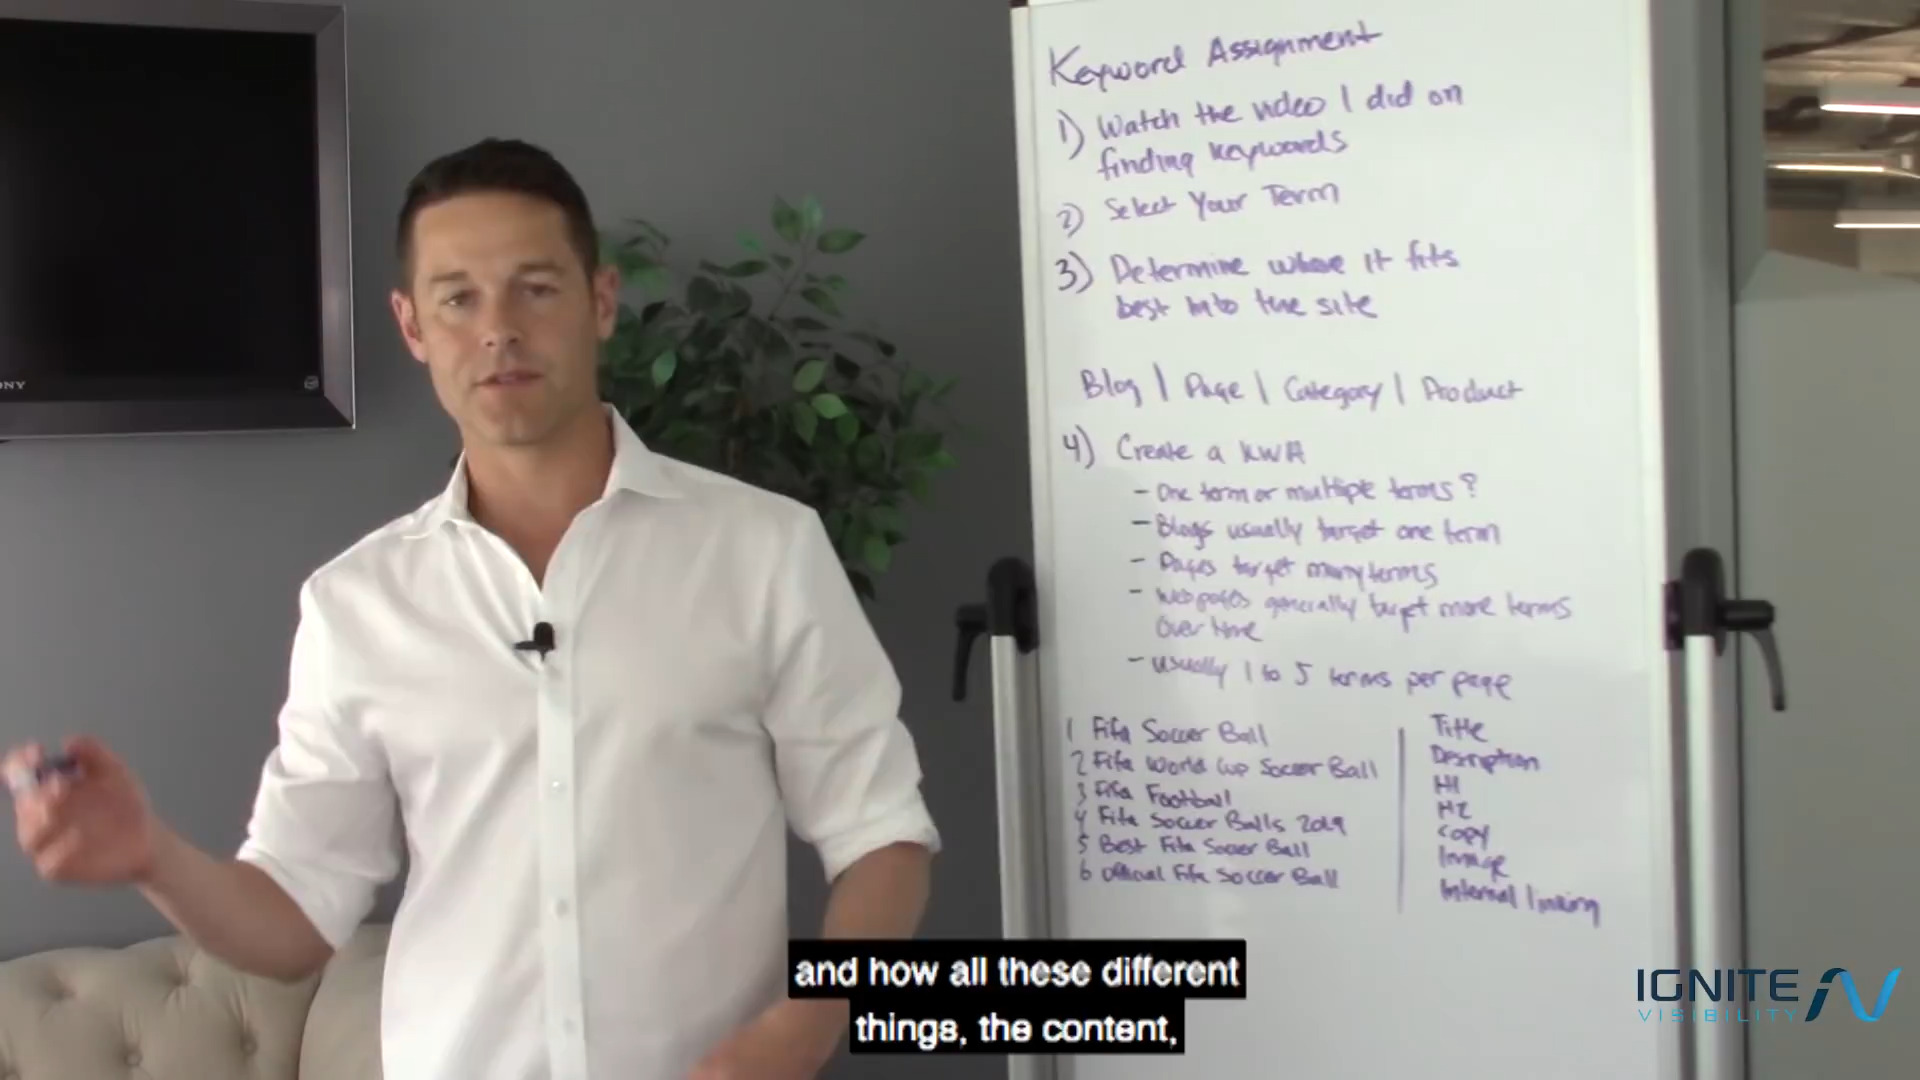 Keyword Assignment
1) Watch the video I did on
finding keywords
2) Select Your Term
3) Determine where it fits
best into the site
Blog | Page | Category | Product
4) Create a KWA
- One term or multiple terms?
- Blogs usually target one term
- Pages target many terms
- Webpages generally target more terms
Over time
- usually 1 to 5 terms per page
1 Fifa Soccer Ball
2 Fifa World Cup Soccer Ball
3 Fifa Football
4 Fifa Soccer Balls 2019
5 Best Fifa Soccer Ball
6 official Fifa Soccer Ball
Title
Description
H1
H2
Copy
Image
Internal linking
and how all these different
things, the content,
IGNITE
VISIBILITY
ONY